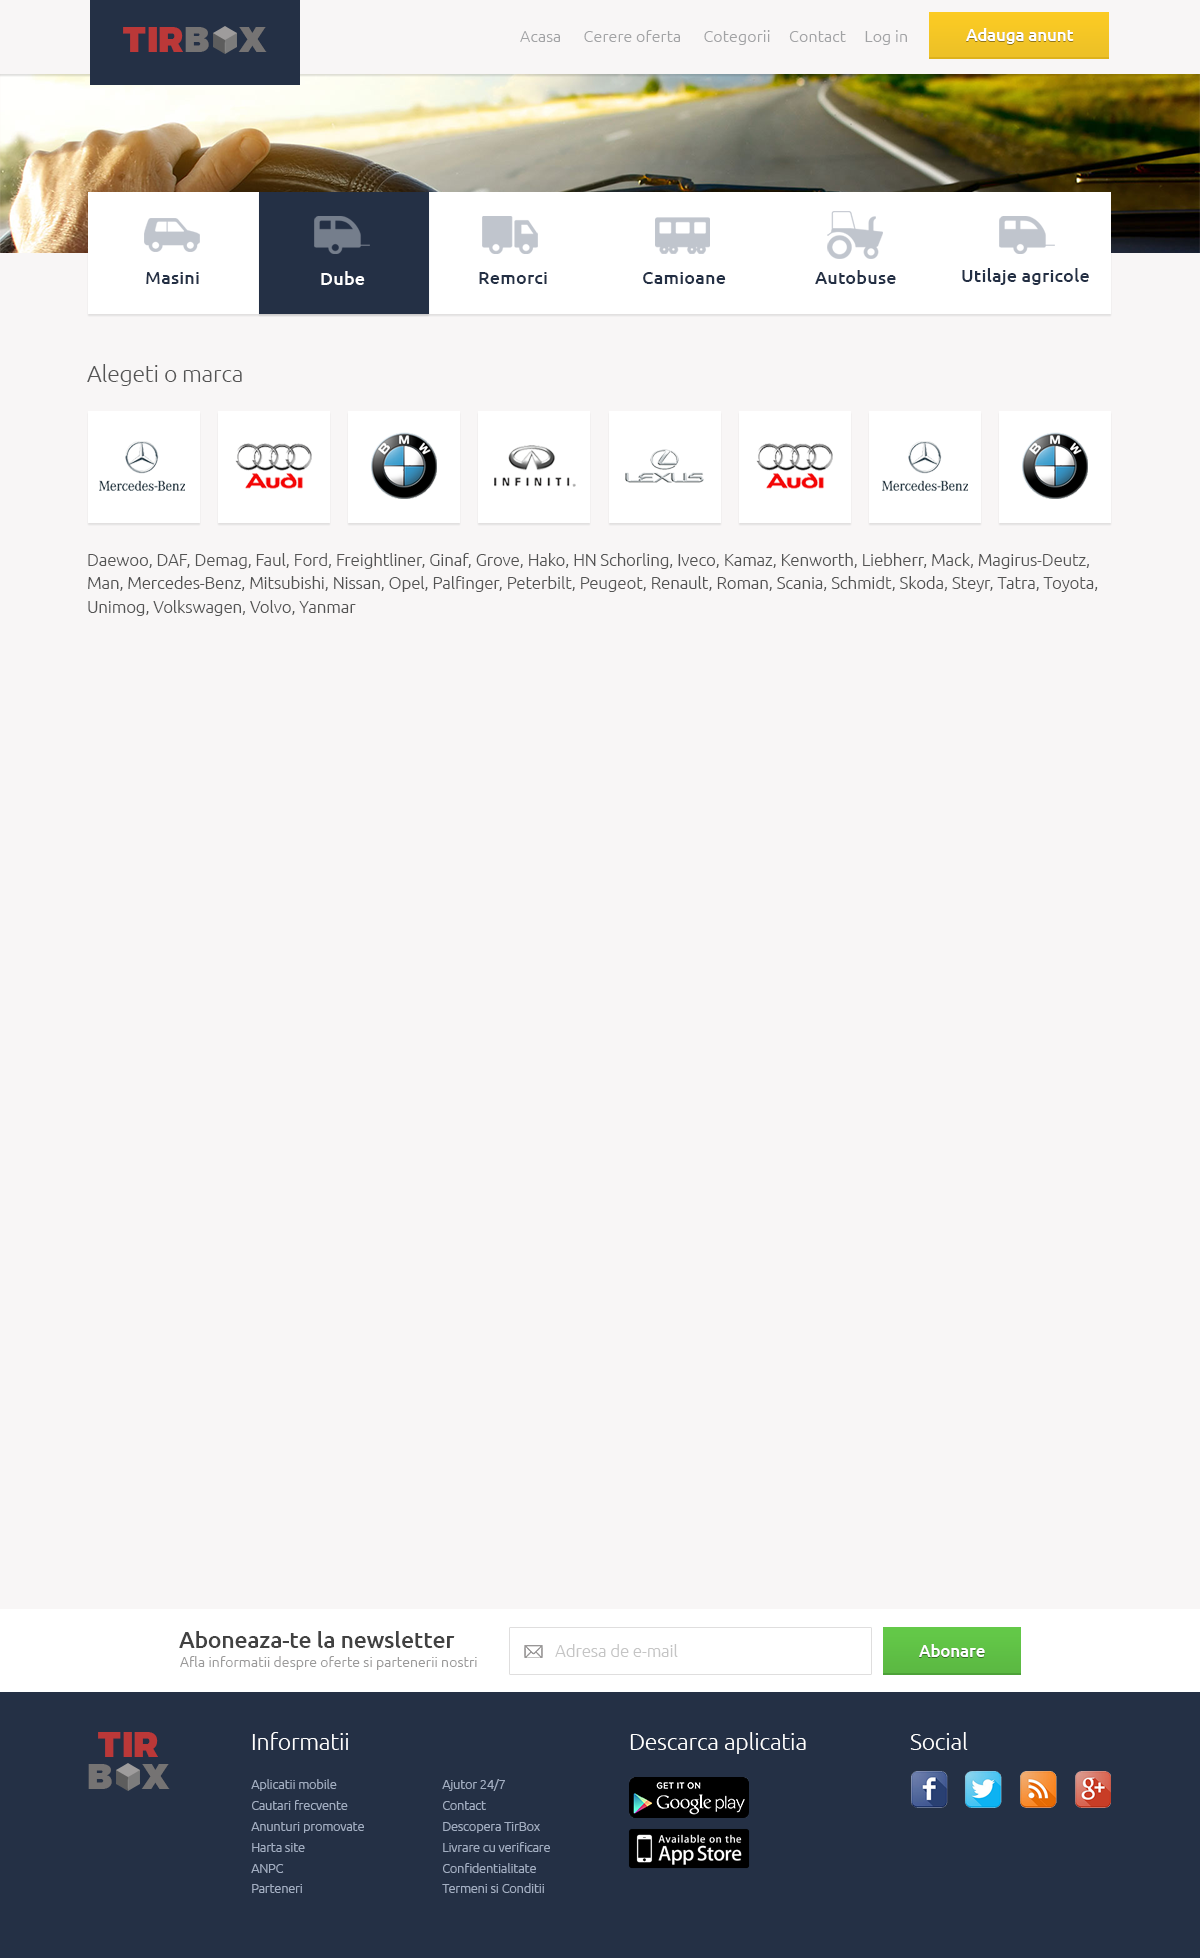 TIRBOX
Acasa Cerere oferta Cotegorii Contact Log in Adauga anunt
Masini Dube Remorci Camioane Autobuse Utilaje agricole
Alegeti o marca
Mercedes-Benz Audi BMW INFINITI LEXUS Audi Mercedes-Benz BMW
Daewoo, DAF, Demag, Faul, Ford, Freightliner, Ginaf, Grove, Hako, HN Schorling, Iveco, Kamaz, Kenworth, Liebherr, Mack, Magirus-Deutz,
Man, Mercedes-Benz, Mitsubishi, Nissan, Opel, Palfinger, Peterbilt, Peugeot, Renault, Roman, Scania, Schmidt, Skoda, Steyr, Tatra, Toyota,
Unimog, Volkswagen, Volvo, Yanmar
Aboneaza-te la newsletter
Afla informatii despre oferte si partenerii nostri
Adresa de e-mail
Abonare
TIR
BOX
Informatii
Aplicatii mobile
Cautari frecvente
Anunturi promovate
Harta site
ANPC
Parteneri
Ajutor 24/7
Contact
Descopera TirBox
Livrare cu verificare
Confidentialitate
Termeni si Conditii
Descarca aplicatia
GET IT ON
Google play
Available on the
App Store
Social
f g+